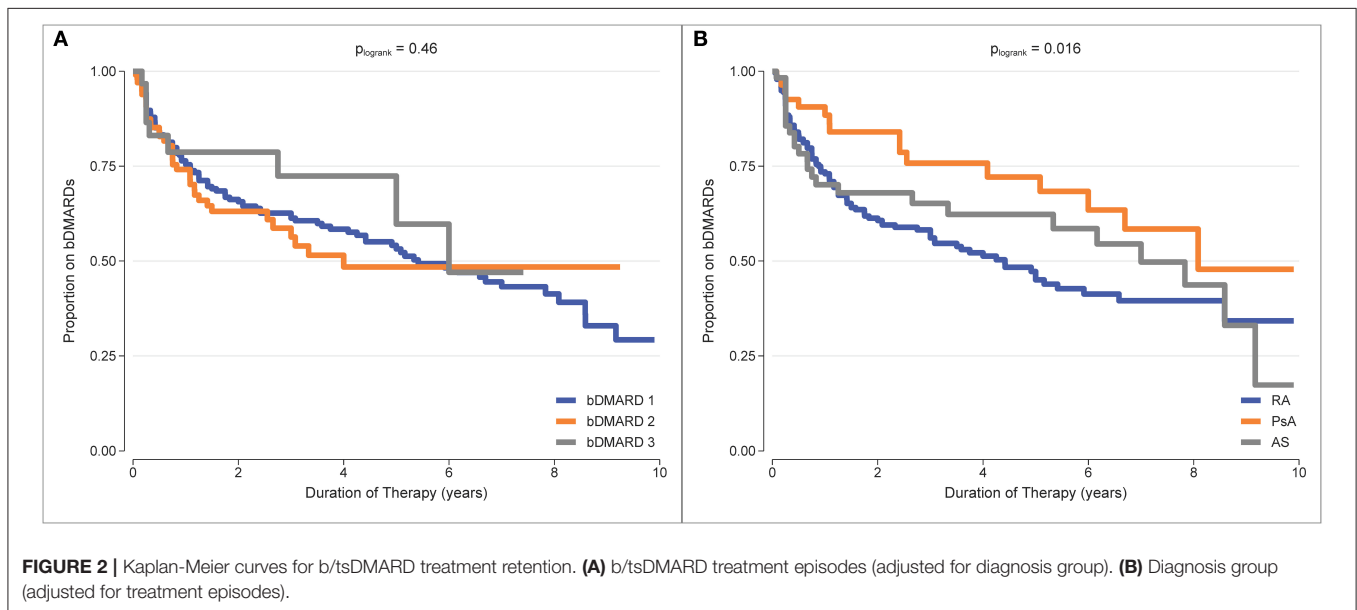 A
p logrank = 0.46
Proportion on bDMARDs
1.00
0.75
0.50
0.25
0.00
bDMARD 1
bDMARD 2
bDMARD 3
0 2 4 6 8 10
Duration of Therapy (years)
B
p logrank = 0.016
Proportion on bDMARDs
1.00
0.75
0.50
0.25
0.00
RA
PsA
AS
0 2 4 6 8 10
Duration of Therapy (years)
FIGURE 2 | Kaplan-Meier curves for b/tsDMARD treatment retention. (A) b/tsDMARD treatment episodes (adjusted for diagnosis group). (B) Diagnosis group
(adjusted for treatment episodes).